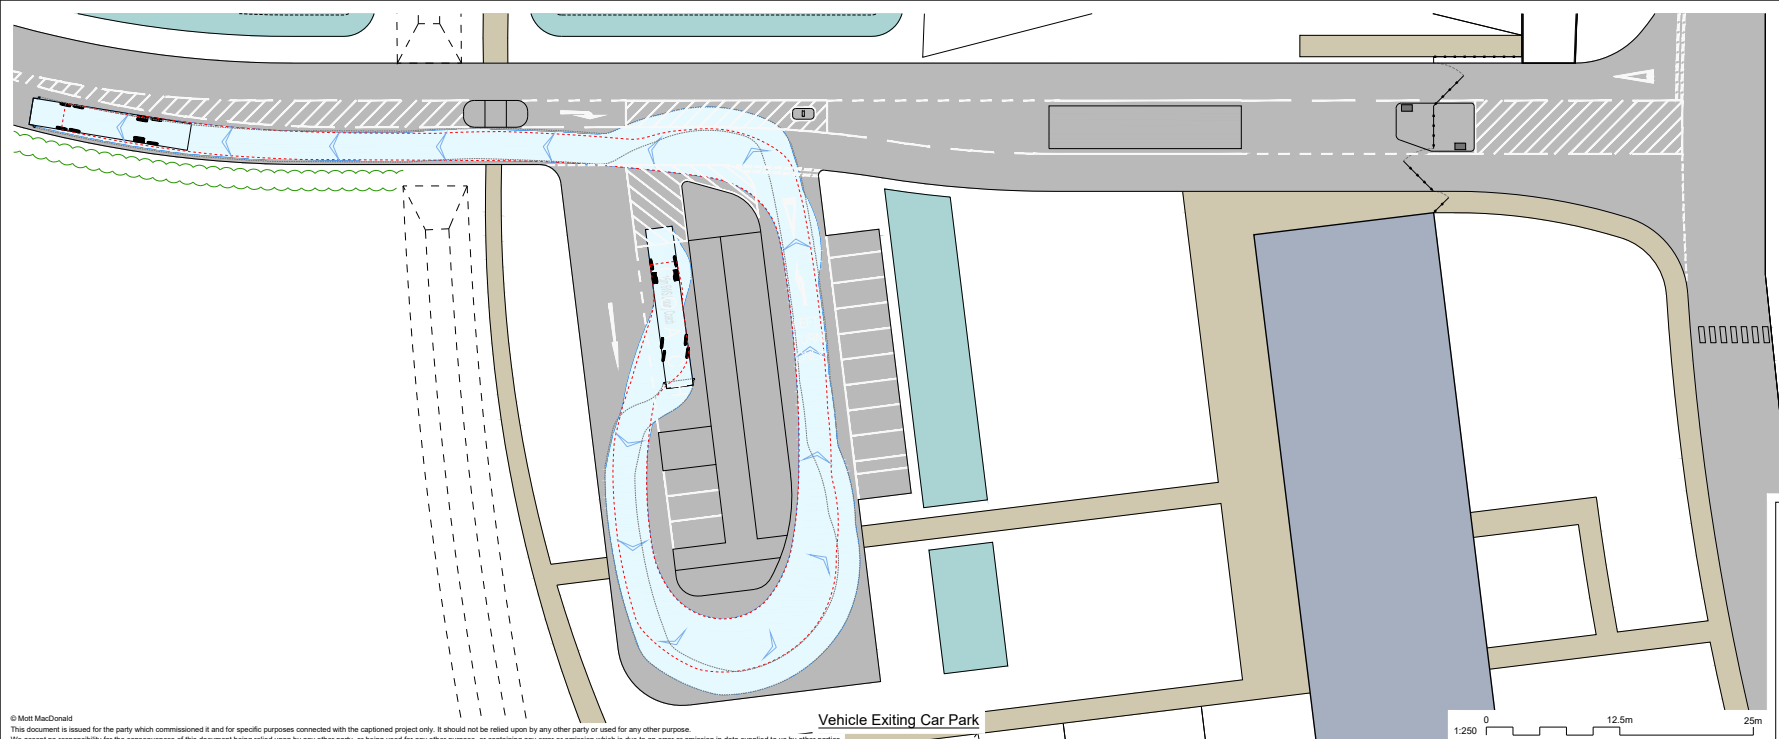 © Mott MacDonald
This document is issued for the party which commissioned it and for specific purposes connected with the captioned project only. It should not be relied upon by any other party or used for any other purpose.
Vehicle Exiting Car Park
1:250
0 12.5m 25m